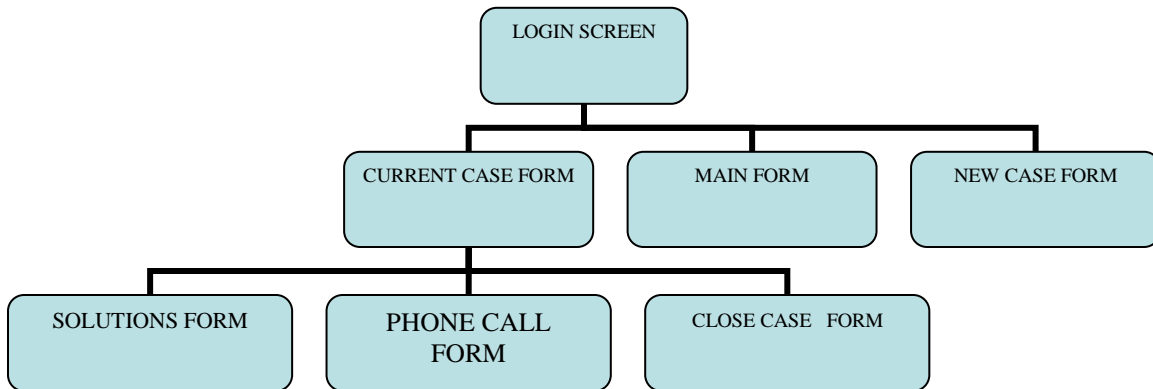 LOGIN SCREEN
CURRENT CASE FORM
MAIN FORM
NEW CASE FORM
SOLUTIONS FORM
PHONE CALL
FORM
CLOSE CASE FORM